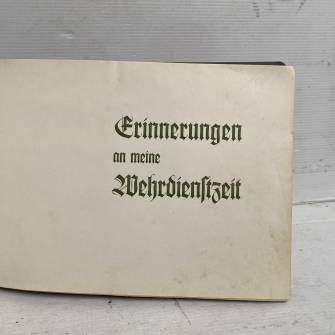 Erinnerungen
an meine
Wehrdienstzeit